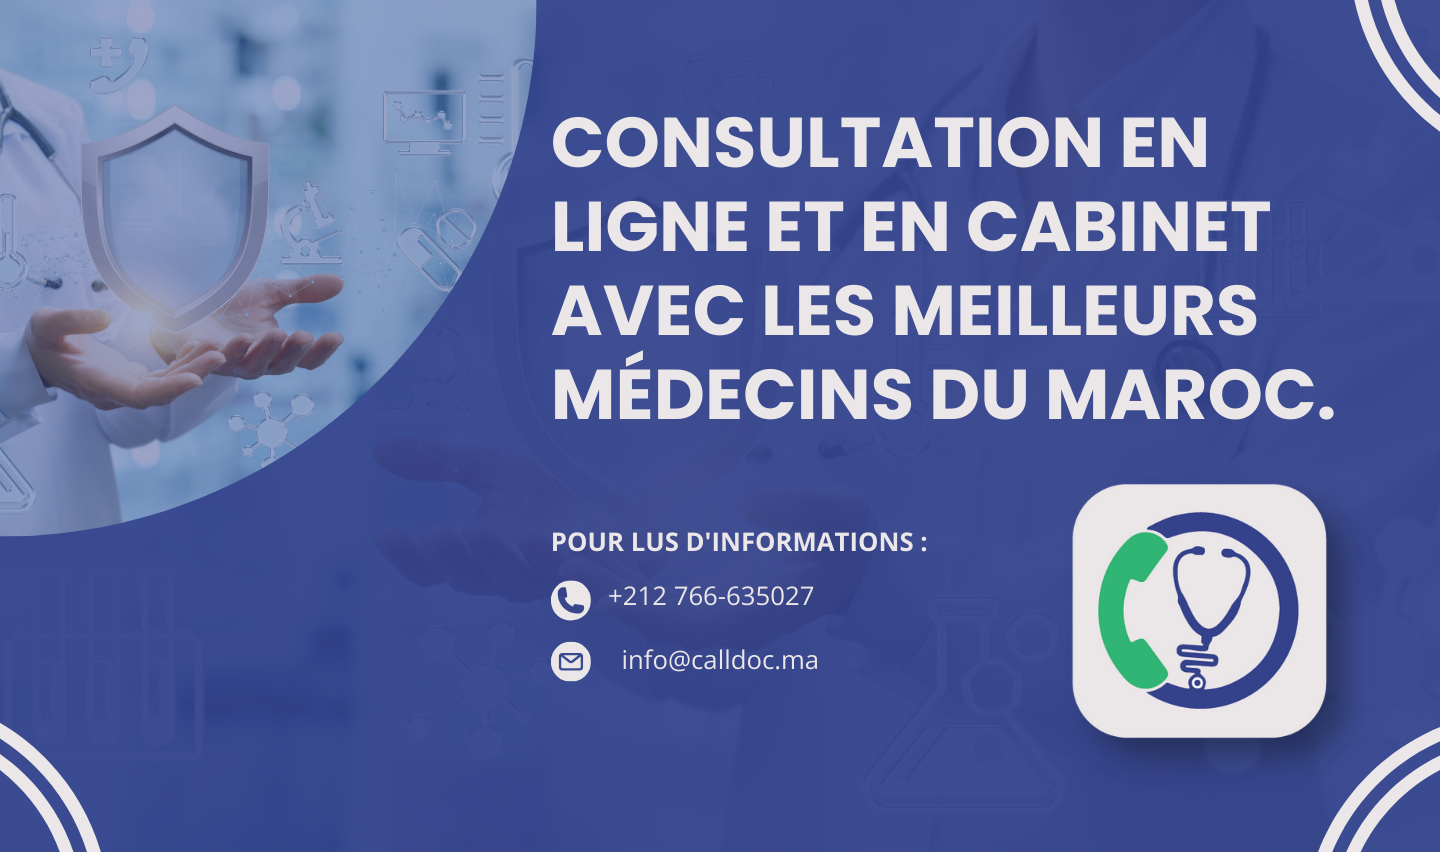 CONSULTATION EN
LIGNE ET EN CABINET
AVEC LES MEILLEURS
MÉDECINS DU MAROC.
POUR LUS D'INFORMATIONS :
+212 766-635027
info@calldoc.ma